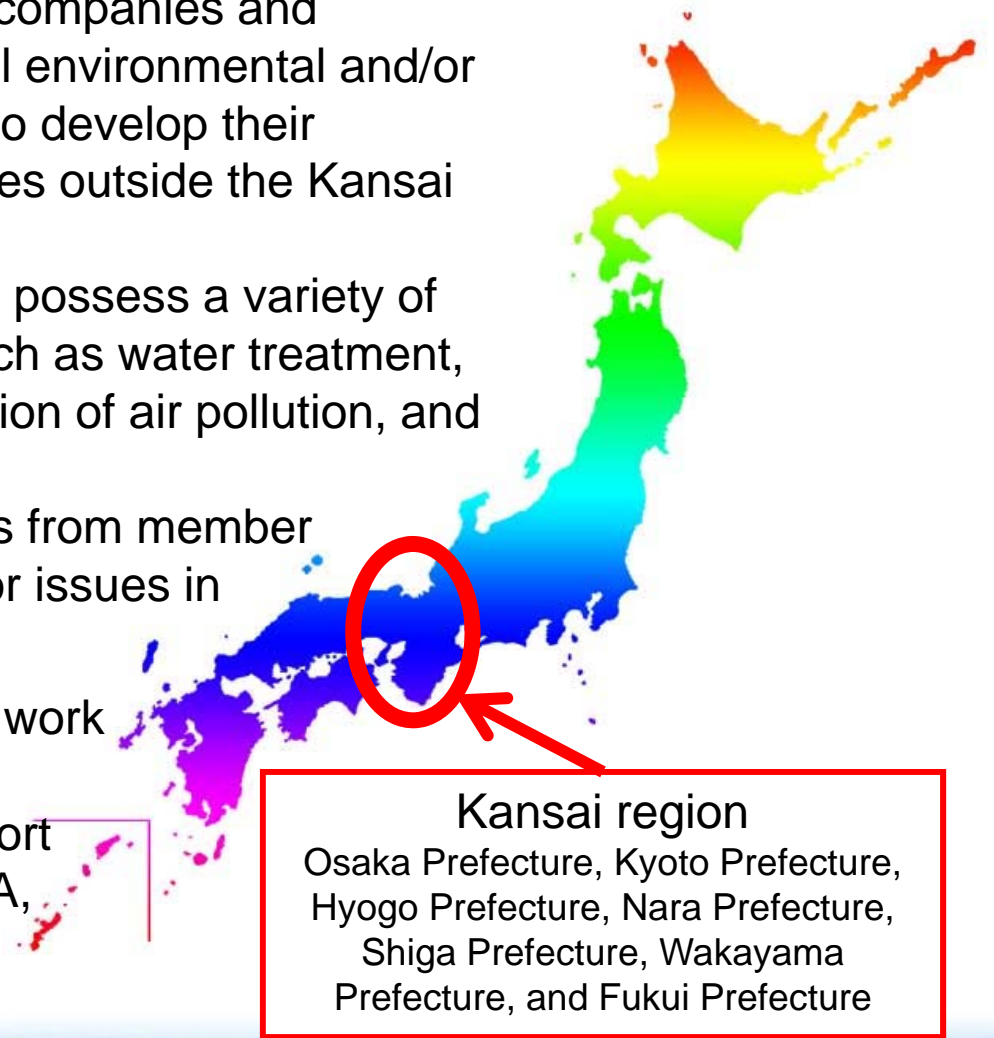 companies and
l environmental and/or
o develop their
es outside the Kansai
possess a variety of
ch as water treatment,
ion of air pollution, and
s from member
or issues in
work
ort
A,
Kansai region
Osaka Prefecture, Kyoto Prefecture,
Hyogo Prefecture, Nara Prefecture,
Shiga Prefecture, Wakayama
Prefecture, and Fukui Prefecture